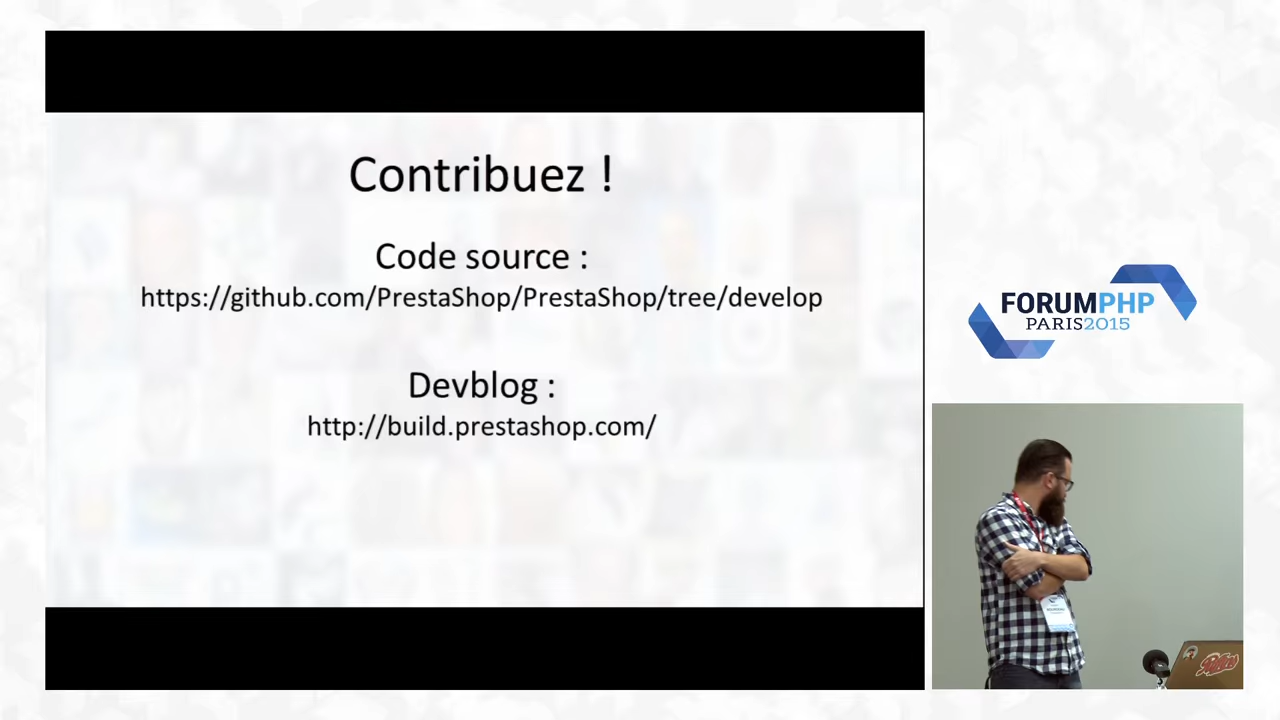 Contribuez !
Code source :
https://github.com/PrestaShop/PrestaShop/tree/develop
Devblog :
http://build.prestashop.com/
FORUMPHP
PARIS2015